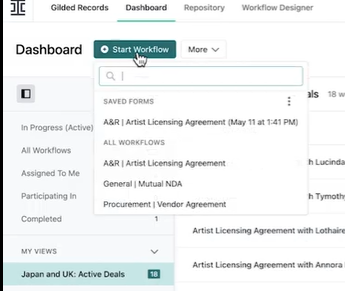 Gilded Records Dashboard Repository Workflow Designer
Dashboard Start Workflow More
SAVED FORMS
als 18 w
A&R | Artist Licensing Agreement (May 11 at 1:41 PM)
In Progress (Active)
ALL WORKFLOWS
All Workflows
A&R | Artist Licensing Agreement
h Lucinda
Assigned To Me
General | Mutual NDA
Participating In
h Tymothy
Completed 1
Procurement | Vendor Agreement
Artist Licensing Agreement with Lothaire
MY VIEWS
Japan and UK: Active Deals 18
Artist Licensing Agreement with Annora I